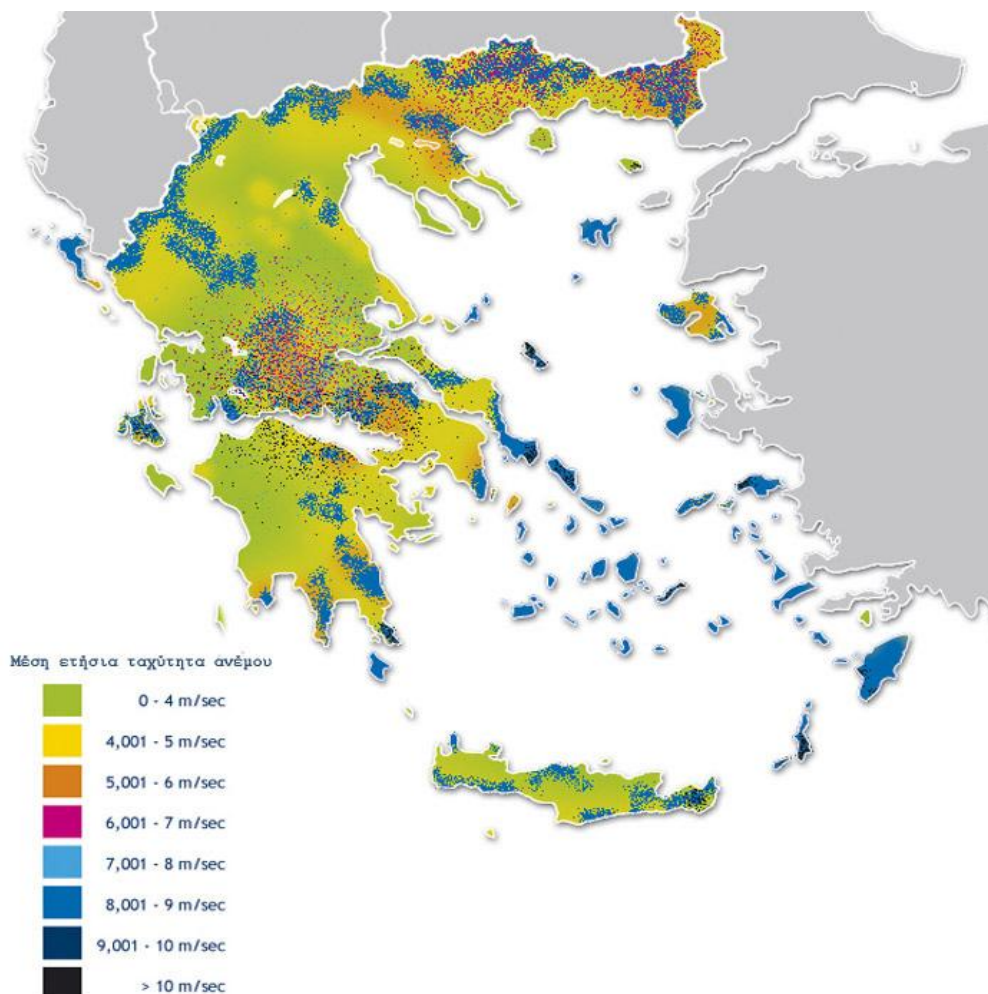 Μέση ετήσια ταχύτητα ανέμου
0 - 4 m/sec
4,001 - 5 m/sec
5,001 - 6 m/sec
6,001 - 7 m/sec
7,001 - 8 m/sec
8,001 - 9 m/sec
9,001 - 10 m/sec
> 10 m/sec